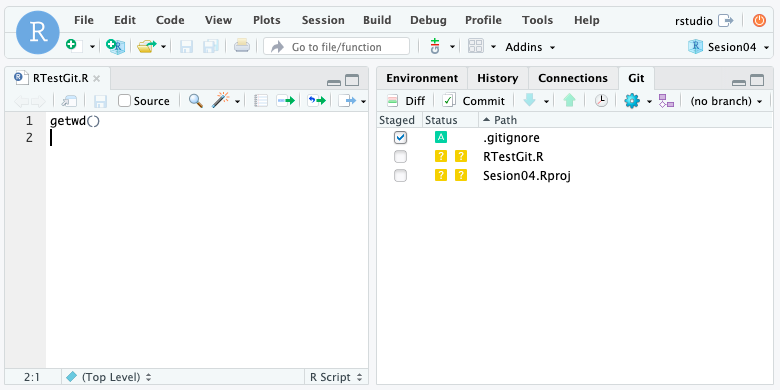 R
File Edit Code View Plots Session Build Debug Profile Tools Help
rstudio
Go to file/function
Addins
Sesion04
RTestGit.R
Source
1 getwd()
2
2:1 (Top Level) R Script
Environment History Connections Git
Diff Commit (no branch)
Staged Status Path
A .gitignore
? ? RTestGit.R
? ? Sesion04.Rproj